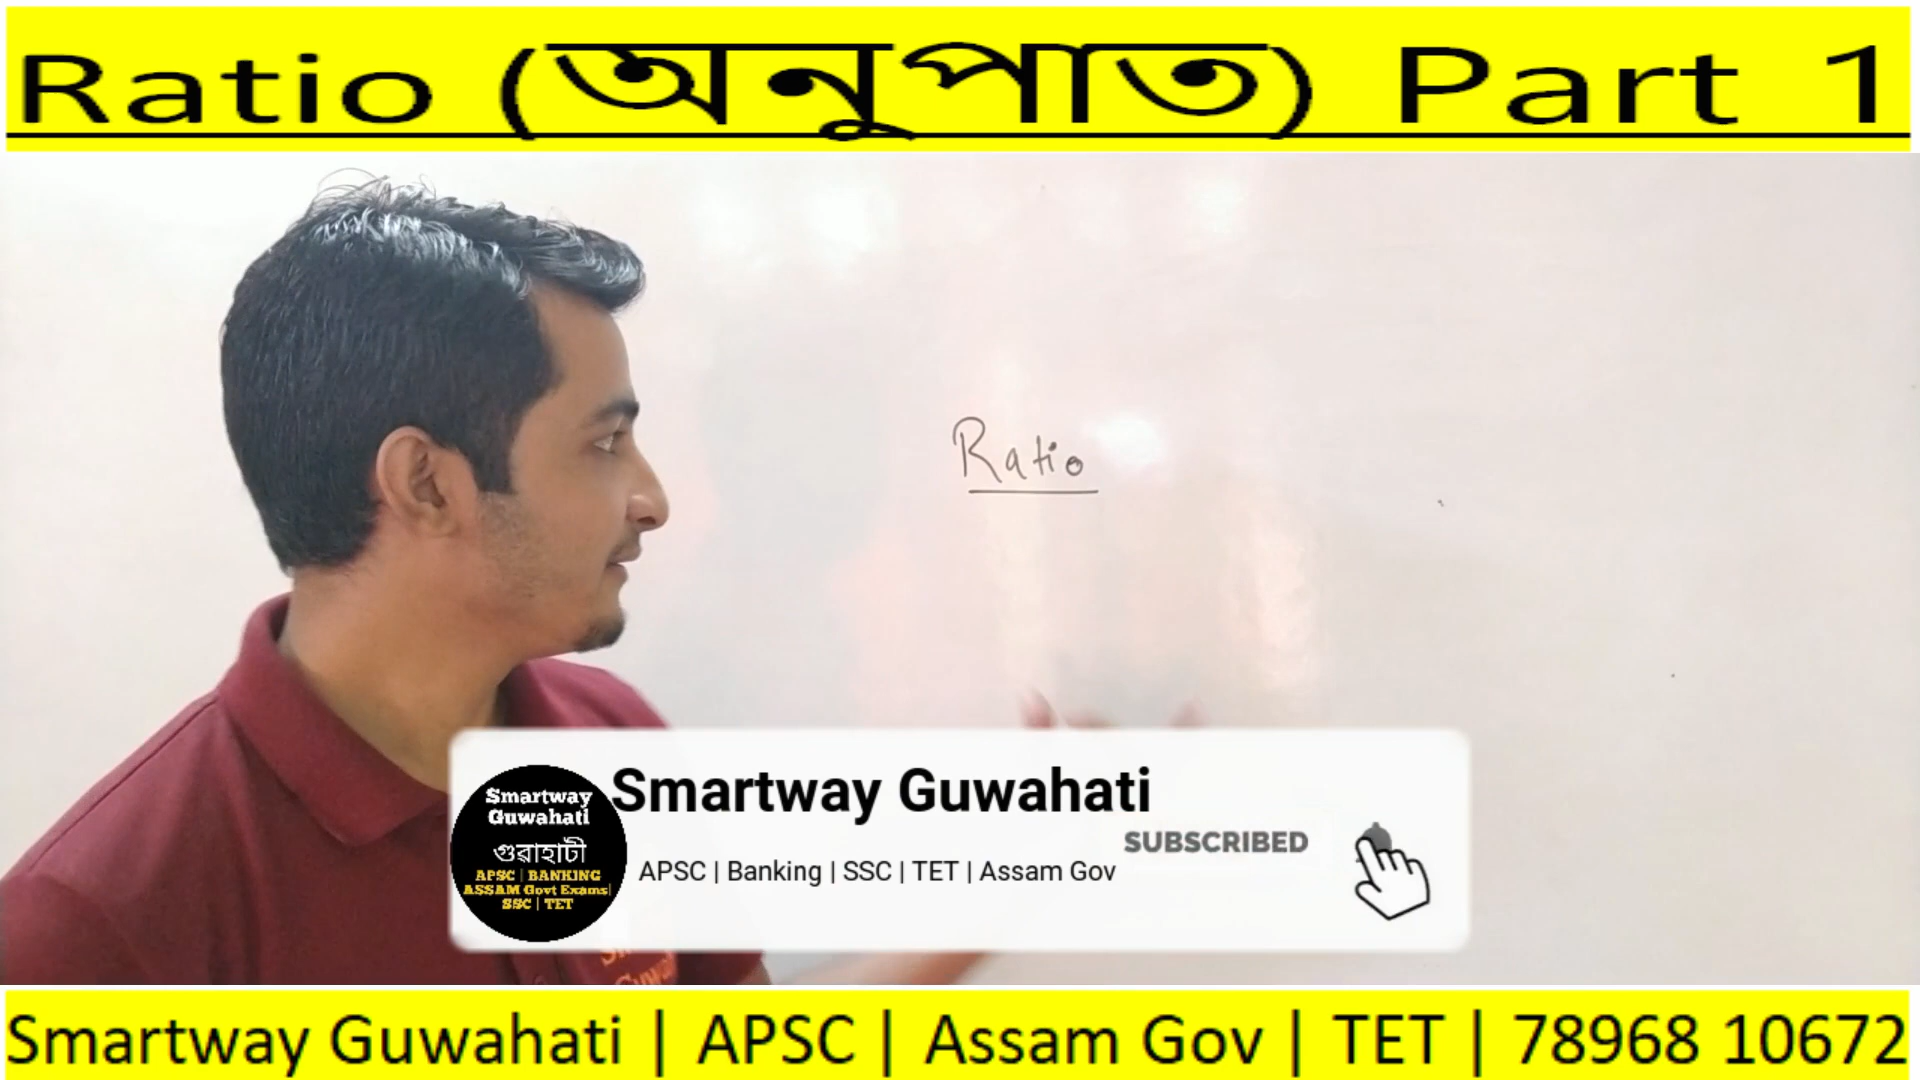 Ratio (অনুপাত) Part 1
Ratio
Smartway Guwahati
SUBSCRIBED
APSC | Banking | SSC | TET | Assam Gov
Smartway
Guwahati
গুৱাহাটী
APSC | BANKING
ASSAM Govt Exams|
SSC | TET
Smartway Guwahati | APSC | Assam Gov | TET | 78968 10672